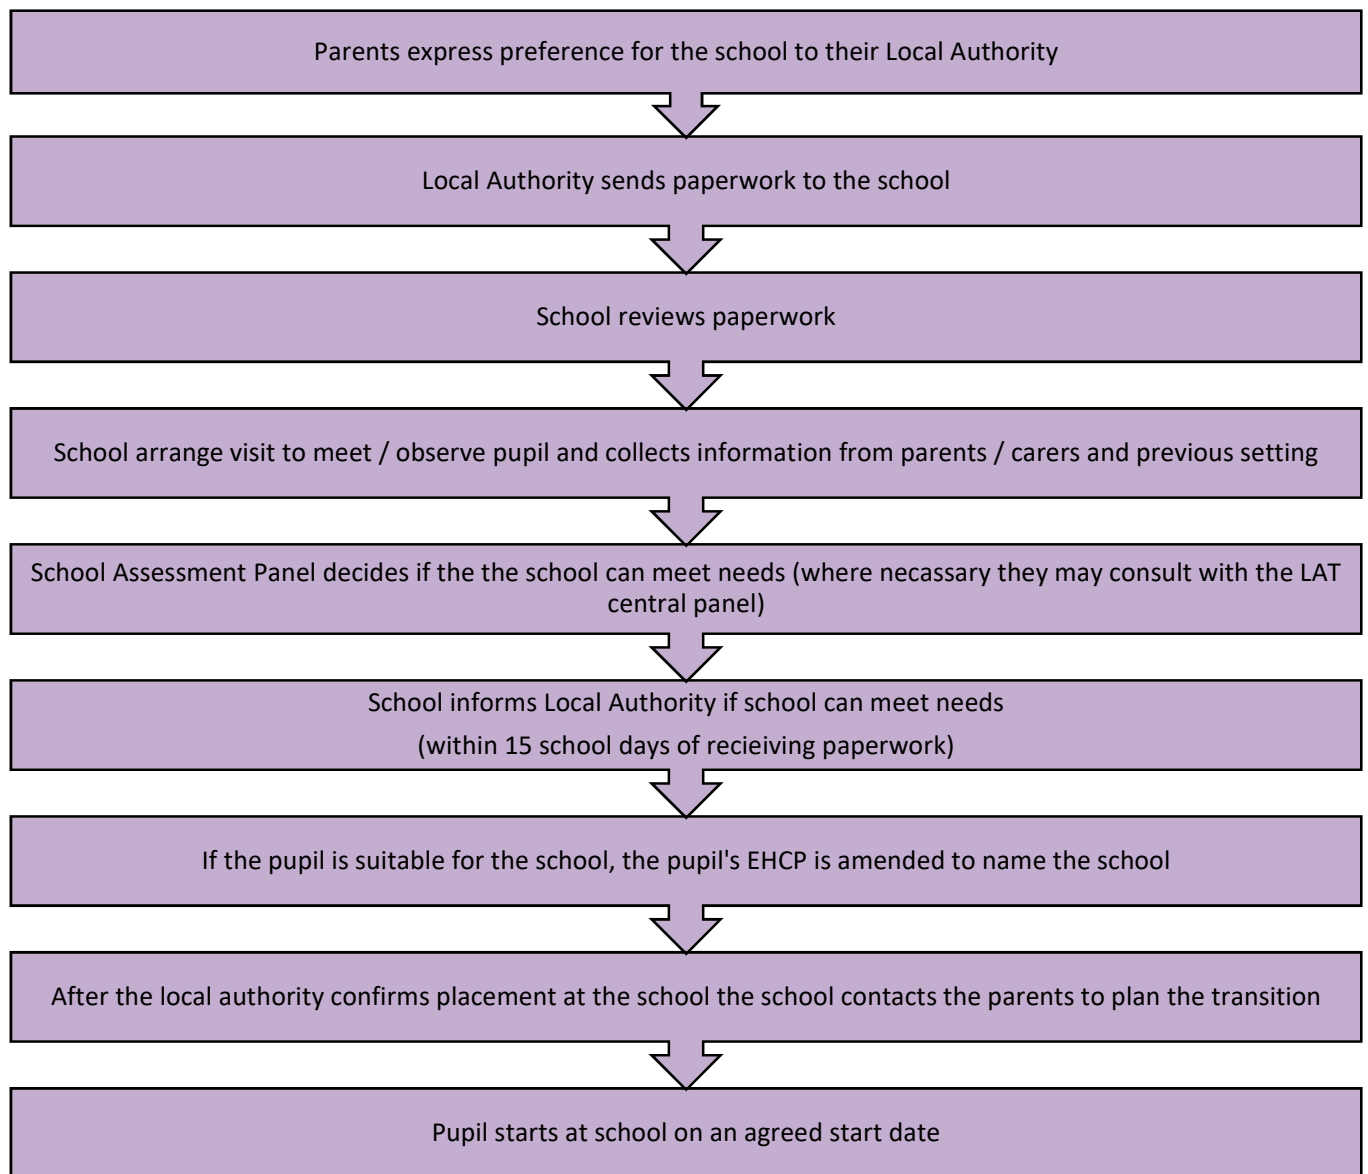 Parents express preference for the school to their Local Authority
Local Authority sends paperwork to the school
School reviews paperwork
School arrange visit to meet / observe pupil and collects information from parents / carers and previous setting
School Assessment Panel decides if the the school can meet needs (where necassary they may consult with the LAT
central panel)
School informs Local Authority if school can meet needs
(within 15 school days of recieiving paperwork)
If the pupil is suitable for the school, the pupil's EHCP is amended to name the school
After the local authority confirms placement at the school the school contacts the parents to plan the transition
Pupil starts at school on an agreed start date